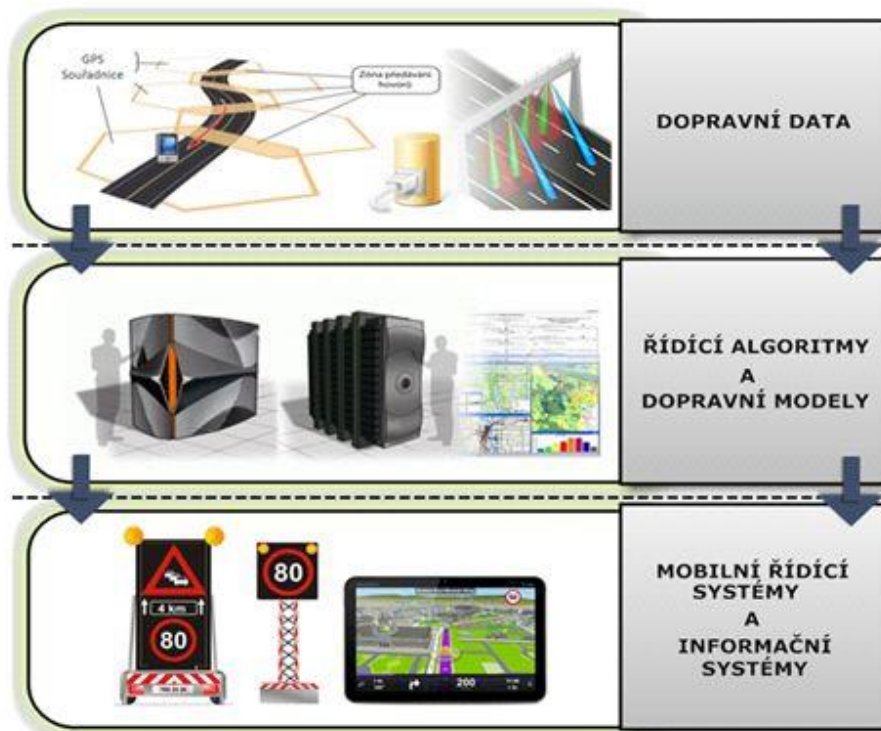 GPS
Souřadnice
Zóna předávání
hovorů
DOPRAVNÍ DATA
ŘÍDÍCÍ ALGORITMY
A
DOPRAVNÍ MODELY
4 km
80
80
200
MOBILNÍ ŘÍDÍCÍ
SYSTÉMY
A
INFORMAČNÍ
SYSTÉMY